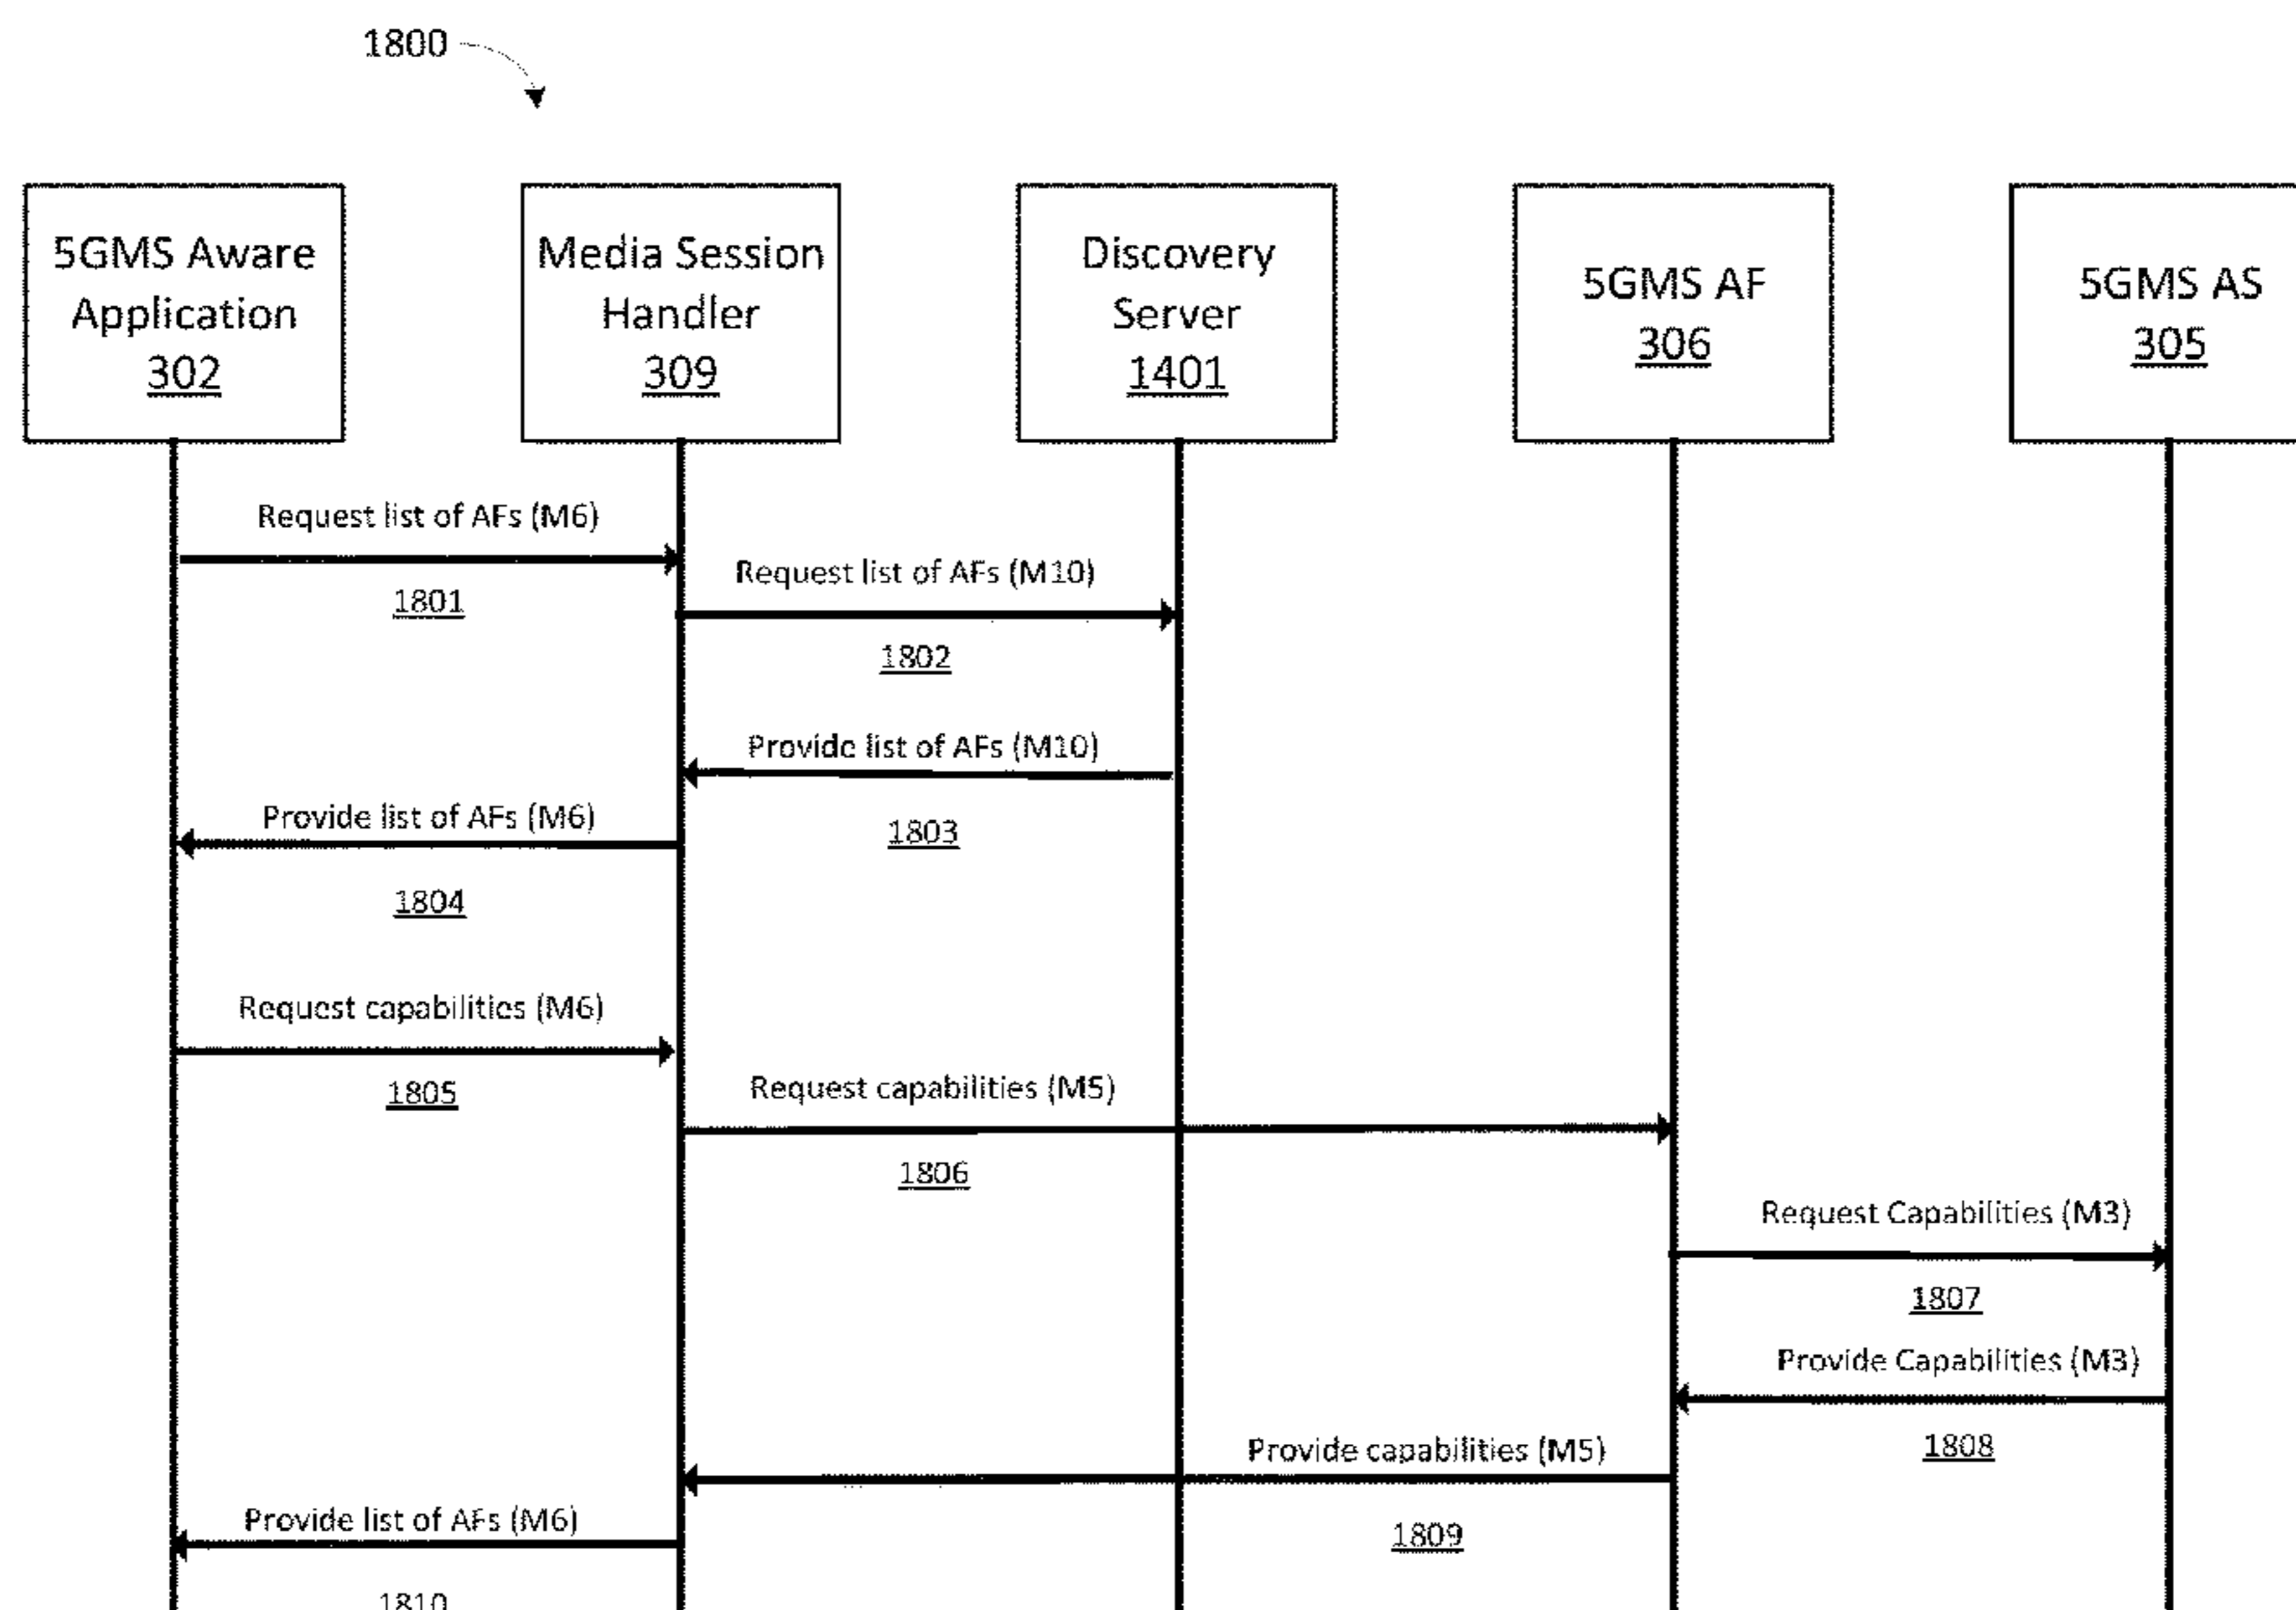 1800
5GMS Aware
Application
302
Media Session
Handler
309
Discovery
Server
1401
5GMS AF
306
5GMS AS
305
Request list of AFs (M6)
1801
Request list of AFs (M10)
1802
Provide list of AFs (M10)
1803
Provide list of AFs (M6)
1804
Request capabilities (M6)
1805
Request capabilities (M5)
1806
Request Capabilities (M3)
1807
Provide Capabilities (M3)
1808
Provide capabilities (M5)
1809
Provide list of AFs (M6)
1810